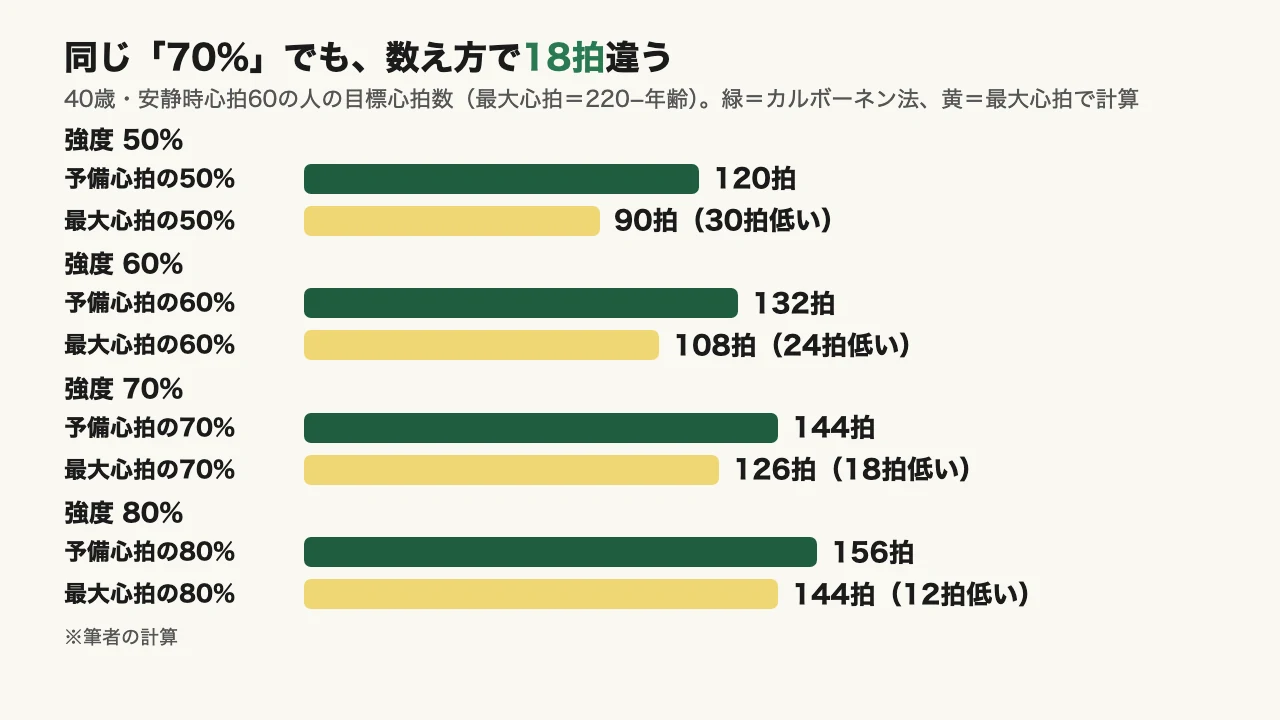 同じ「70%」でも、数え方で18拍違う
40歳・安静時心拍60の人の目標心拍数（最大心拍＝220−年齢）。緑＝カルボーネン法、黄＝最大心拍で計算
強度 50%
予備心拍の50% 120拍
最大心拍の50% 90拍（30拍低い）
強度 60%
予備心拍の60% 132拍
最大心拍の60% 108拍（24拍低い）
強度 70%
予備心拍の70% 144拍
最大心拍の70% 126拍（18拍低い）
強度 80%
予備心拍の80% 156拍
最大心拍の80% 144拍（12拍低い）
※筆者の計算